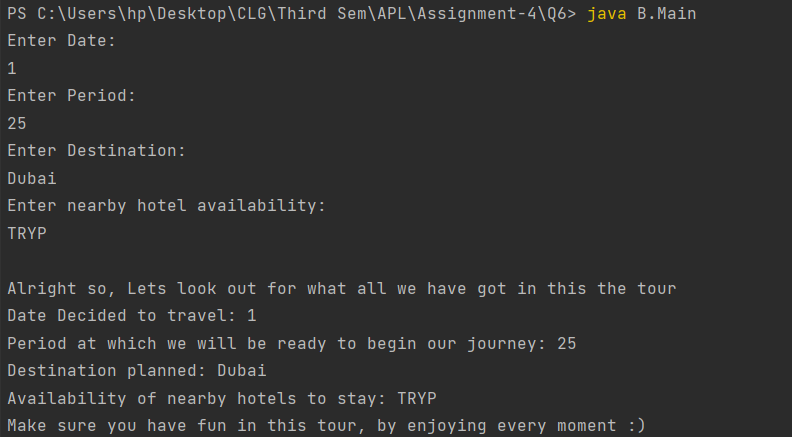 PS C:\Users\hp\Desktop\CLG\Third Sem\APL\Assignment-4\Q6> java B.Main
Enter Date:
1
Enter Period:
25
Enter Destination:
Dubai
Enter nearby hotel availability:
TRYP
Alright so, Lets look out for what all we have got in this the tour
Date Decided to travel: 1
Period at which we will be ready to begin our journey: 25
Destination planned: Dubai
Availability of nearby hotels to stay: TRYP
Make sure you have fun in this tour, by enjoying every moment :)